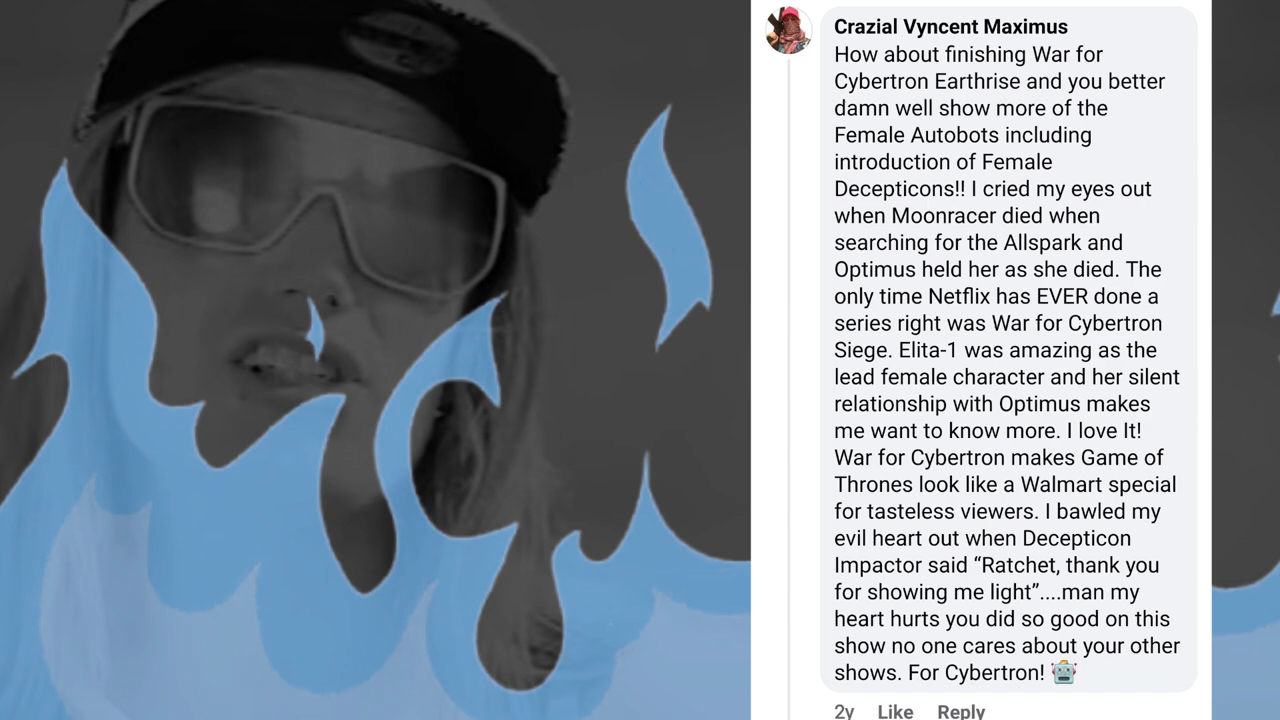 Crazial Vyncent Maximus
How about finishing War for
Cybertron Earthrise and you better
damn well show more of the
Female Autobots including
introduction of Female
Decepticons!! I cried my eyes out
when Moonracer died when
searching for the Allspark and
Optimus held her as she died. The
only time Netflix has EVER done a
series right was War for Cybertron
Siege. Elita-1 was amazing as the
lead female character and her silent
relationship with Optimus makes
me want to know more. I love It!
War for Cybertron makes Game of
Thrones look like a Walmart special
for tasteless viewers. I bawled my
evil heart out when Decepticon
Impactor said “Ratchet, thank you
for showing me light”....man my
heart hurts you did so good on this
show no one cares about your other
shows. For Cybertron! 🤖
2y Like Reply